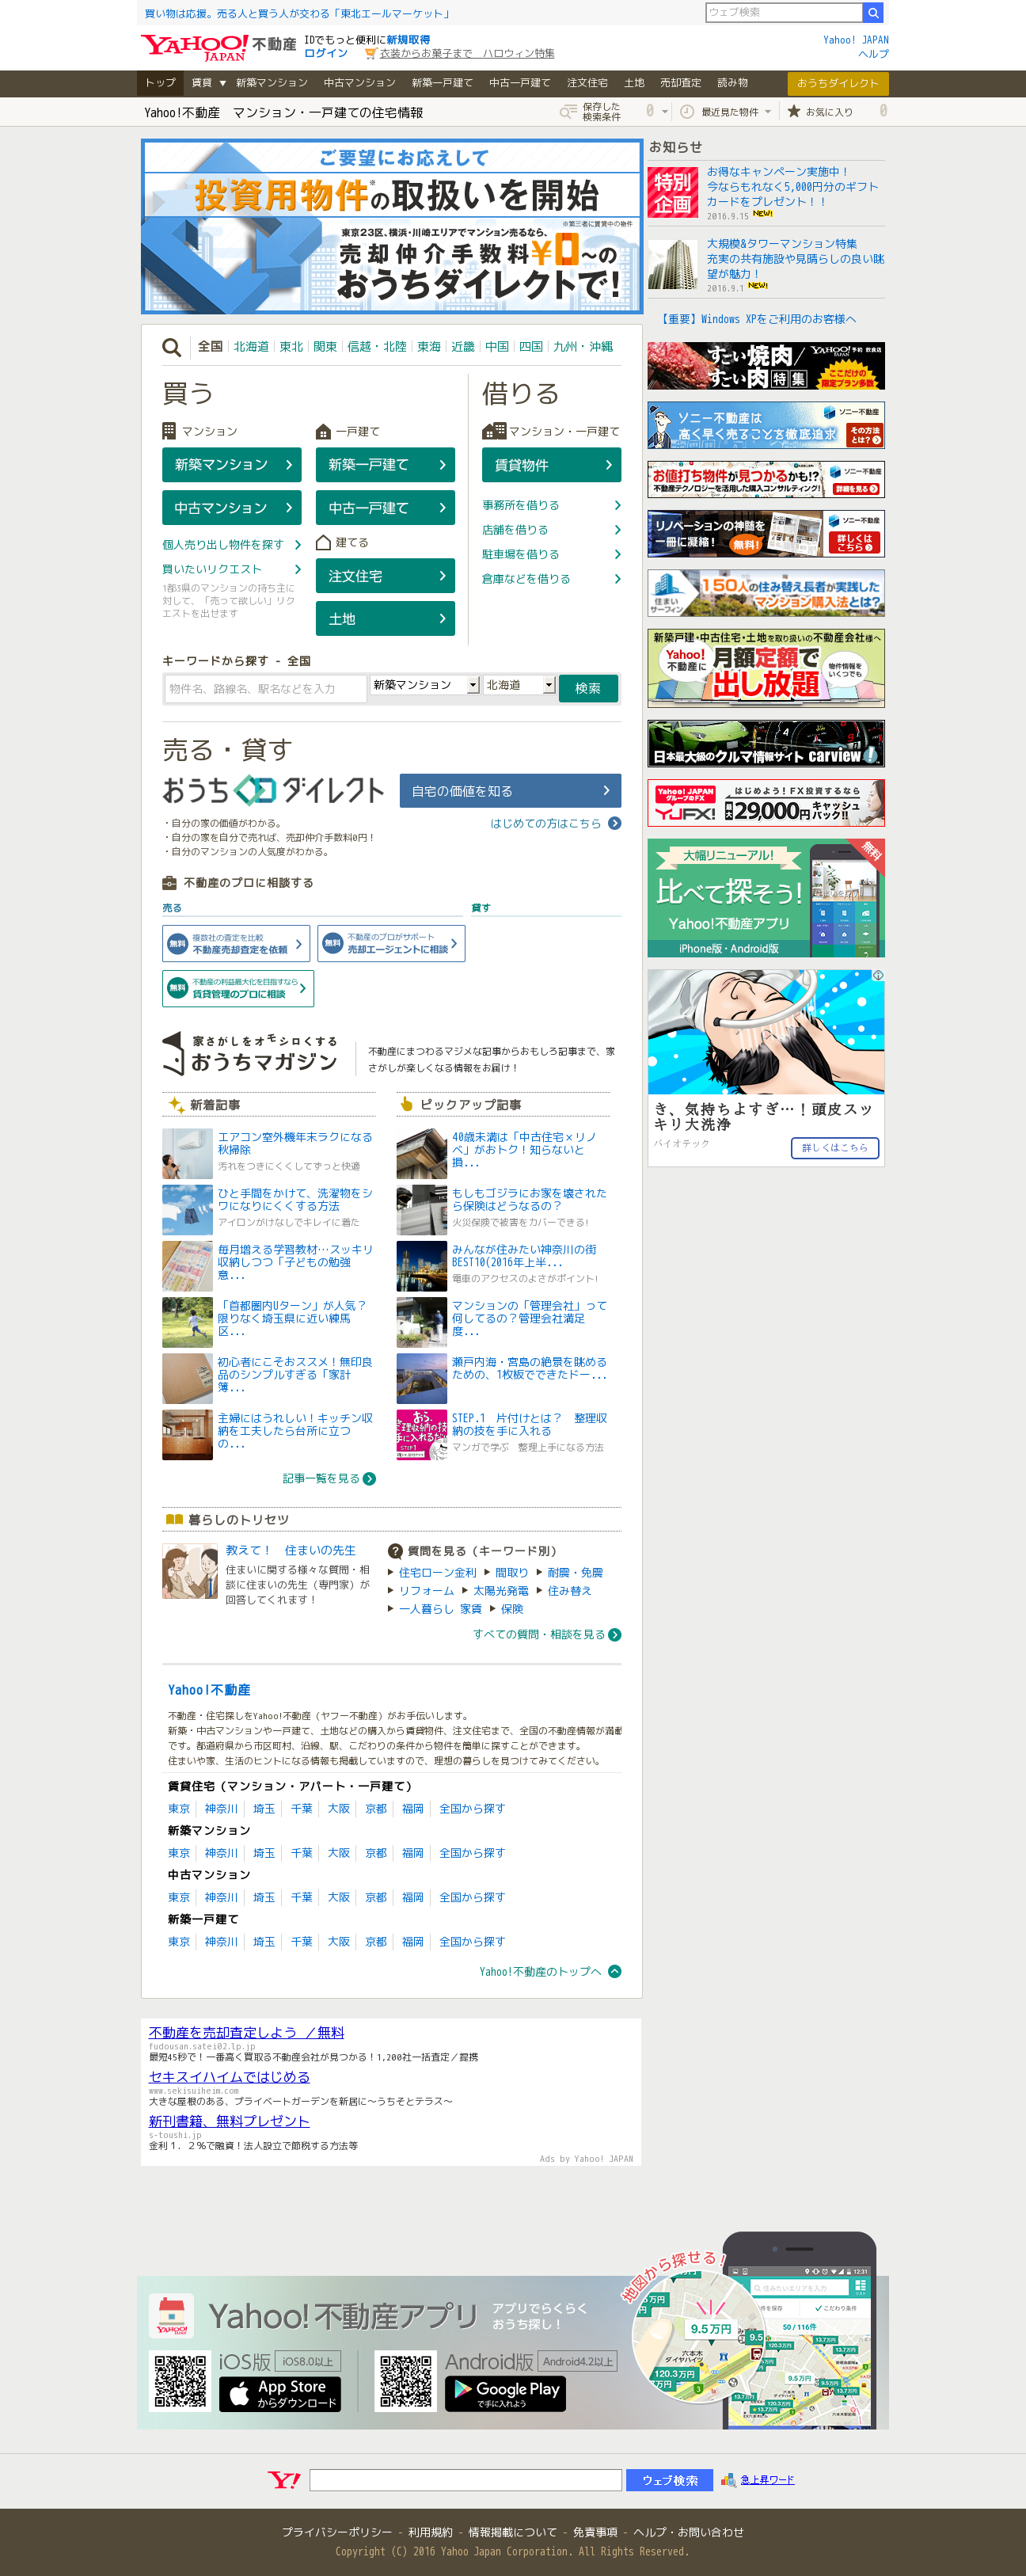 買い物は応援。売る人と買う人が交わる「東北エールマーケット」
ウェブ検索
YAHOO! JAPAN 不動産
IDでもっと便利に新規取得
ログイン
衣装からお菓子まで ハロウィン特集
Yahoo! JAPAN
ヘルプ
トップ 賃貸 ▼ 新築マンション 中古マンション 新築一戸建て 中古一戸建て 注文住宅 土地 売却査定 読み物 おうちダイレクト
Yahoo!不動産 マンション・一戸建ての住宅情報
保存した
検索条件
0
最近見た物件
お気に入り
0
ご要望にお応えして
投資用物件※の取扱いを開始
※第三者に賃貸中の物件
東京23区、横浜・川崎エリアでマンション売るなら、
売却仲介手数料¥0〜の
おうちダイレクトで!
お知らせ
特別
企画
お得なキャンペーン実施中！
今ならもれなく5,000円分のギフト
カードをプレゼント！！
2016.9.15 NEW!
大規模&タワーマンション特集
充実の共有施設や見晴らしの良い眺
望が魅力！
2016.9.1 NEW!
【重要】Windows XPをご利用のお客様へ
全国 北海道 東北 関東 信越・北陸 東海 近畿 中国 四国 九州・沖縄
買う
マンション
新築マンション
中古マンション
個人売り出し物件を探す
買いたいリクエスト
1都3県のマンションの持ち主に
対して、「売って欲しい」リク
エストを出せます
一戸建て
新築一戸建て
中古一戸建て
建てる
注文住宅
土地
借りる
マンション・一戸建て
賃貸物件
事務所を借りる
店舗を借りる
駐車場を借りる
倉庫などを借りる
キーワードから探す - 全国
物件名、路線名、駅名などを入力
新築マンション
北海道
検索
売る・貸す
おうちダイレクト
自宅の価値を知る
・自分の家の価値がわかる。
・自分の家を自分で売れば、売却仲介手数料0円！
・自分のマンションの人気度がわかる。
はじめての方はこちら
不動産のプロに相談する
売る
貸す
無料
複数社の査定を比較
不動産売却査定を依頼
無料
不動産のプロがサポート
売却エージェントに相談
無料
不動産の利益最大化を目指すなら
賃貸管理のプロに相談
すごい焼肉
すごい肉特集
YAHOO! JAPAN 予約 飲食店
ここだけの
限定プラン多数!
ソニー不動産は
高く早く売ることを徹底追求
ソニー不動産
その方法
とは?
お値打ち物件が見つかるかも!?
不動産テクノロジーを活用した購入コンサルティング!
ソニー不動産
詳細を見る
リノベーションの神髄を
一冊に凝縮!
無料!
ソニー不動産
詳しくは
こちら
住まい
サーフィン
150人の住み替え長者が実践した
マンション購入法とは?
新築戸建・中古住宅・土地を取り扱いの不動産会社様へ
Yahoo!
不動産に
月額定額で
出し放題
物件情報を
いくつでも
日本最大級のクルマ情報サイト carview!
Yahoo! JAPAN
グループのFX
YJFX!
はじめよう！FX投資するなら
最大29,000円キャッシュ
バック!!
無料
大幅リニューアル!
比べて探そう!
Yahoo!不動産アプリ
iPhone版・Android版
き、気持ちよすぎ…！頭皮スッ
キリ大洗浄
バイオテック
詳しくはこちら
家さがしをオモシロくする
おうちマガジン
不動産にまつわるマジメな記事からおもしろ記事まで、家
さがしが楽しくなる情報をお届け！
新着記事
エアコン室外機年末ラクになる
秋掃除
汚れをつきにくくしてずっと快適
ひと手間をかけて、洗濯物をシ
ワになりにくくする方法
アイロンがけなしでキレイに着た
毎月増える学習教材…スッキリ
収納しつつ「子どもの勉強
意...
「首都圏内Uターン」が人気？
限りなく埼玉県に近い練馬
区...
初心者にこそおススメ！無印良
品のシンプルすぎる「家計
簿...
主婦にはうれしい！キッチン収
納を工夫したら台所に立つ
の...
記事一覧を見る
ピックアップ記事
40歳未満は「中古住宅×リノ
ベ」がおトク！知らないと
損...
もしもゴジラにお家を壊された
ら保険はどうなるの？
火災保険で被害をカバーできる!
みんなが住みたい神奈川の街
BEST10(2016年上半...
電車のアクセスのよさがポイント!
マンションの「管理会社」って
何してるの？管理会社満足
度...
瀬戸内海・宮島の絶景を眺める
ための、1枚板でできたドー...
STEP.1 片付けとは？ 整理収
納の技を手に入れる
マンガで学ぶ 整理上手になる方法
暮らしのトリセツ
教えて！ 住まいの先生
住まいに関する様々な質問・相
談に住まいの先生（専門家）が
回答してくれます！
質問を見る（キーワード別）
住宅ローン金利 間取り 耐震・免震
リフォーム 太陽光発電 住み替え
一人暮らし 家賃 保険
すべての質問・相談を見る
Yahoo!不動産
不動産・住宅探しをYahoo!不動産（ヤフー不動産）がお手伝いします。
新築・中古マンションや一戸建て、土地などの購入から賃貸物件、注文住宅まで、全国の不動産情報が満載
です。都道府県から市区町村、沿線、駅、こだわりの条件から物件を簡単に探すことができます。
住まいや家、生活のヒントになる情報も掲載していますので、理想の暮らしを見つけてみてください。
賃貸住宅（マンション・アパート・一戸建て）
東京 神奈川 埼玉 千葉 大阪 京都 福岡 全国から探す
新築マンション
東京 神奈川 埼玉 千葉 大阪 京都 福岡 全国から探す
中古マンション
東京 神奈川 埼玉 千葉 大阪 京都 福岡 全国から探す
新築一戸建て
東京 神奈川 埼玉 千葉 大阪 京都 福岡 全国から探す
Yahoo!不動産のトップへ
不動産を売却査定しよう ／無料
fudousan.satei02.lp.jp
最短45秒で！一番高く買取る不動産会社が見つかる！1,200社一括査定／提携
セキスイハイムではじめる
www.sekisuiheim.com
大きな屋根のある、プライベートガーデンを新居に〜うちそとテラス〜
新刊書籍、無料プレゼント
s-toushi.jp
金利１．２％で融資！法人設立で節税する方法等
Ads by Yahoo! JAPAN
Yahoo!不動産アプリ
アプリでらくらく
おうち探し！
iOS版 iOS8.0以上
App Store
からダウンロード
Android版 Android4.2以上
Google Play
で手に入れよう
地図から探せる！
9.5万円
六本木
120.3万円
12:31
住みたいエリアを入力
こだわり条件
50 / 116件
Y!
ウェブ検索
急上昇ワード
プライバシーポリシー - 利用規約 - 情報掲載について - 免責事項 - ヘルプ・お問い合わせ
Copyright (C) 2016 Yahoo Japan Corporation. All Rights Reserved.